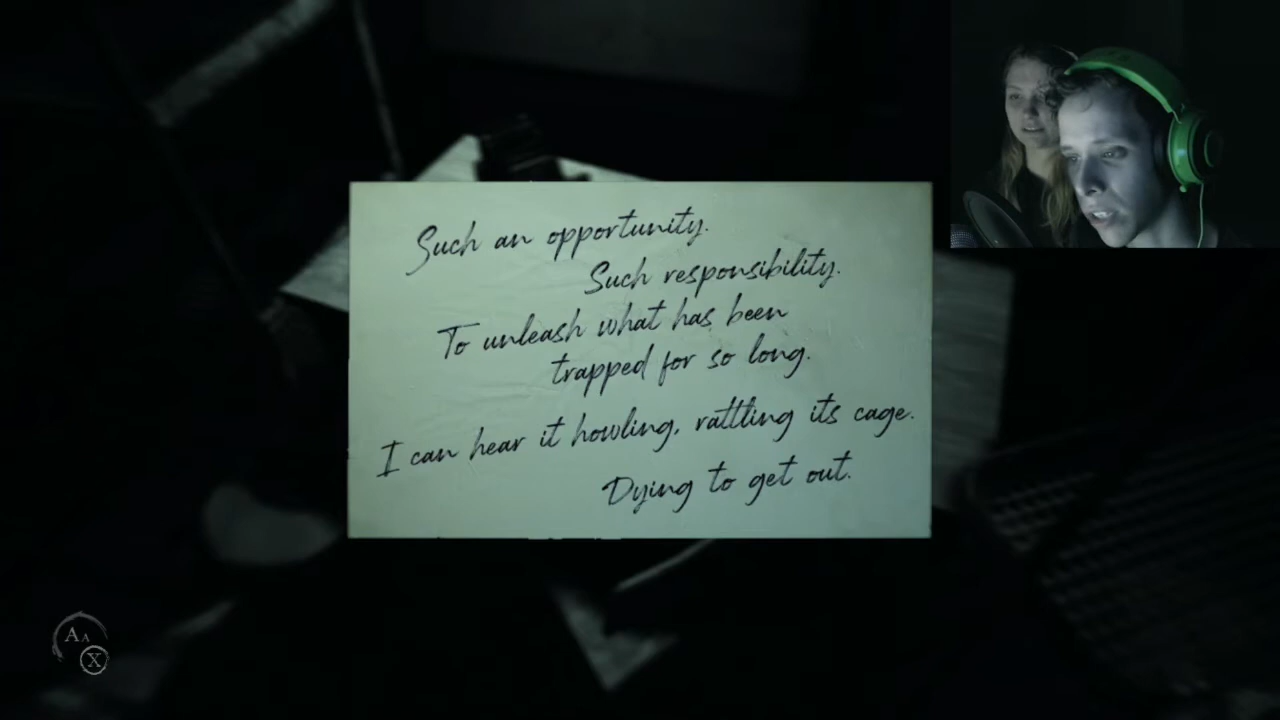 Such an opportunity.
Such responsibility.
To unleash what has been
trapped for so long.
I can hear it howling, rattling its cage.
Dying to get out.
AA
X